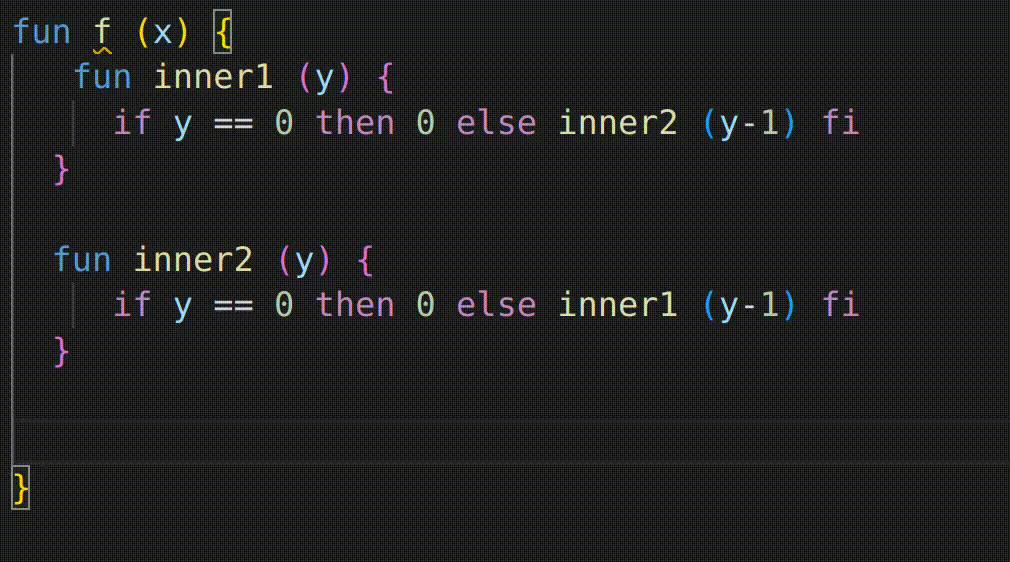 fun f (x) {
   fun inner1 (y) {
     if y == 0 then 0 else inner2 (y-1) fi
  }
  fun inner2 (y) {
     if y == 0 then 0 else inner1 (y-1) fi
  }
}